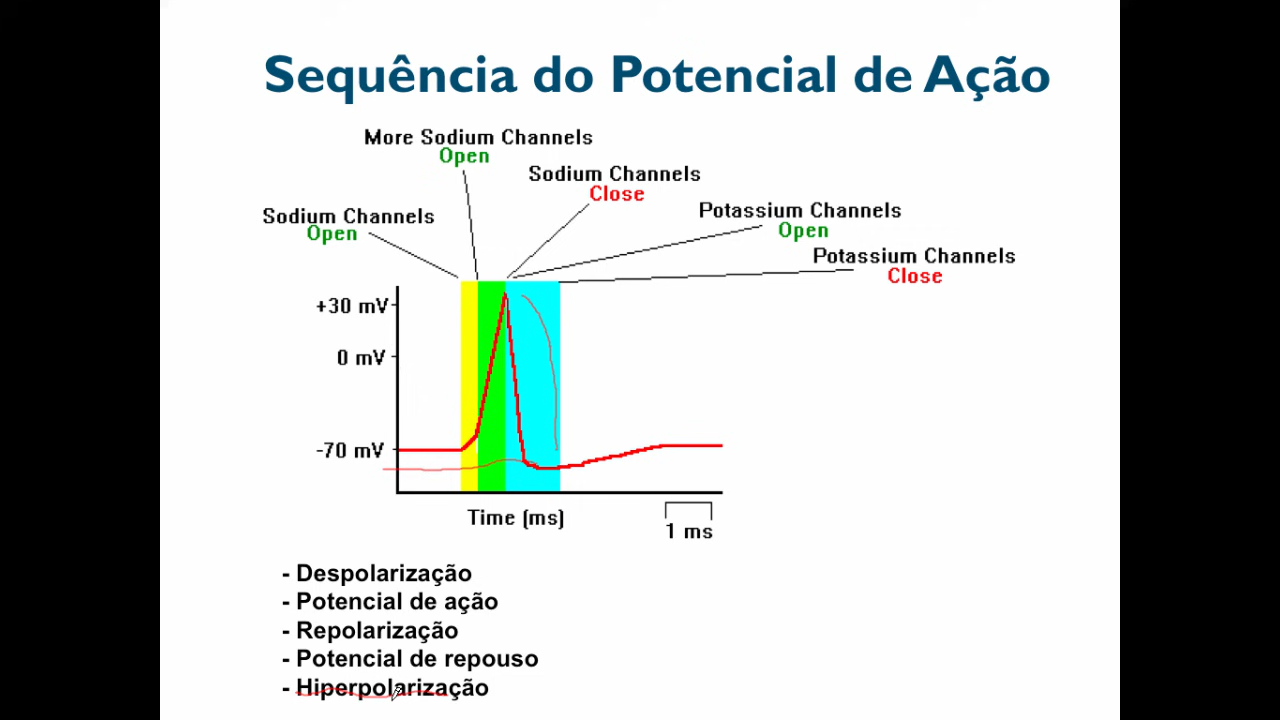 Sequência do Potencial de Ação
More Sodium Channels
Open
Sodium Channels
Close
Potassium Channels
Open
Sodium Channels
Open
Potassium Channels
Close
+30 mV
0 mV
-70 mV
Time (ms)
1 ms
- Despolarização
- Potencial de ação
- Repolarização
- Potencial de repouso
- Hiperpolarização